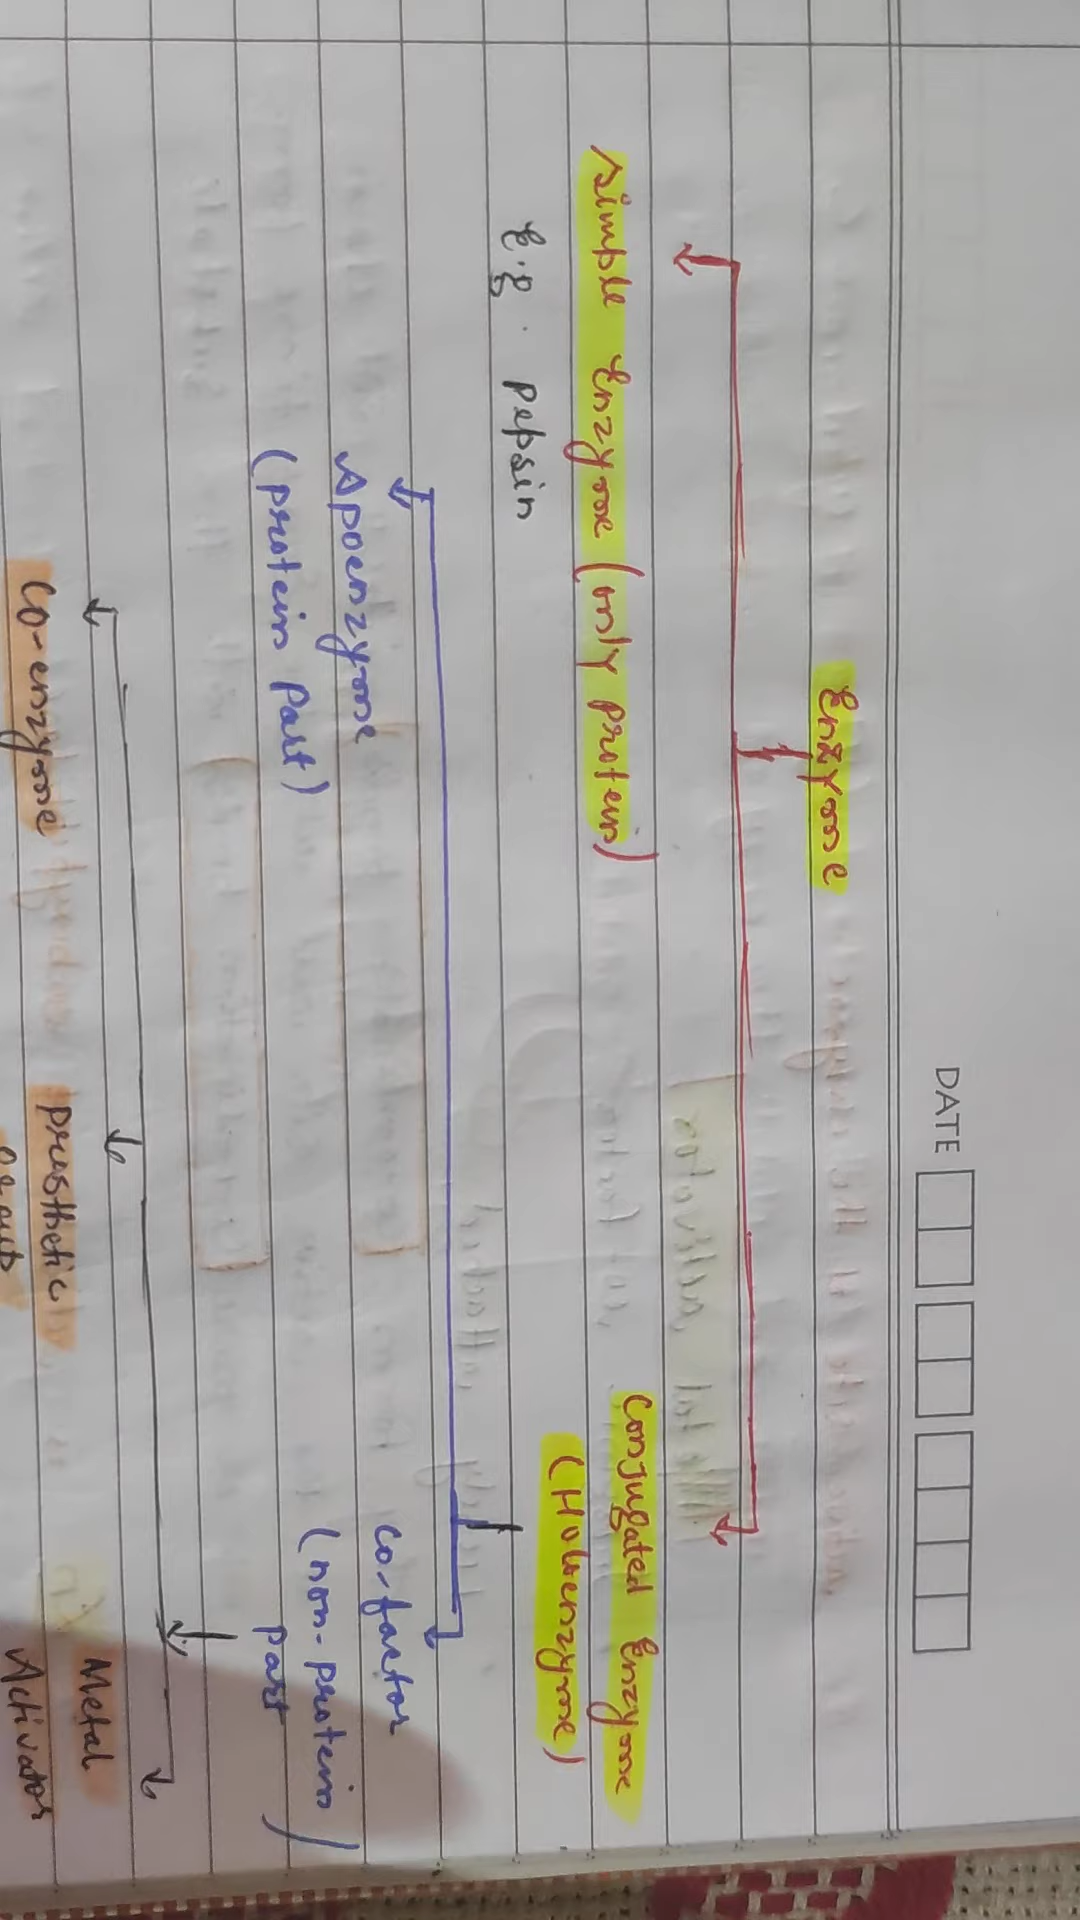 DATE
Enzyme
simple Enzyme (only protein)
Conjugated Enzyme
(Holoenzyme)
E.g. pepsin
Apoenzyme
(protein part)
co-factor
(non-protein
part)
co-enzyme
prosthetic
Metal
Activator